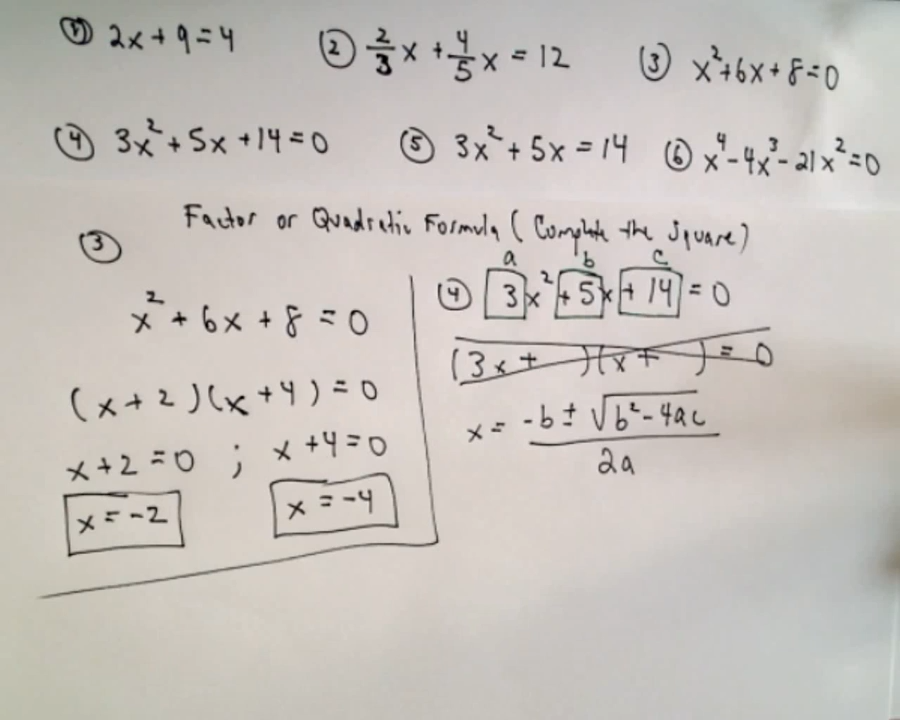 ① 2x + 9 = 4 ② 2/3 x + 4/5 x = 12 ③ x² + 6x + 8 = 0
④ 3x² + 5x + 14 = 0 ⑤ 3x² + 5x = 14 ⑥ x⁴ - 4x³ - 21x² = 0
Factor or Quadratic Formula (Complete the Square)
③
x² + 6x + 8 = 0
(x + 2)(x + 4) = 0
x + 2 = 0 ; x + 4 = 0
x = -2 x = -4
a b c
④ 3x² + 5x + 14 = 0
(3x + )(x + ) = 0
x = -b ± √b² - 4ac / 2a